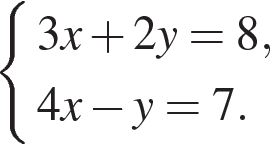 3x + 2y = 8,
4x − y = 7.